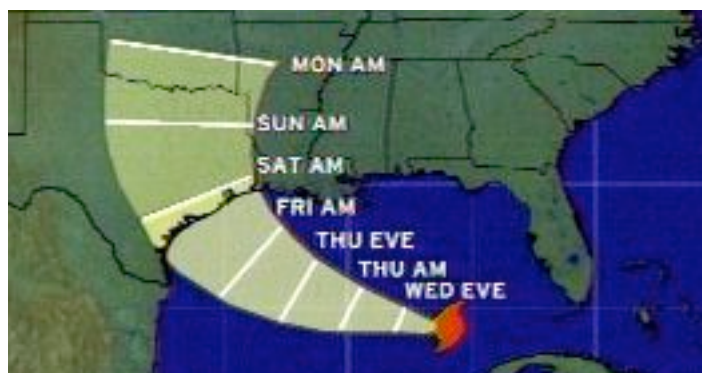 MON AM
SUN AM
SAT AM
FRI AM
THU EVE
THU AM
WED EVE